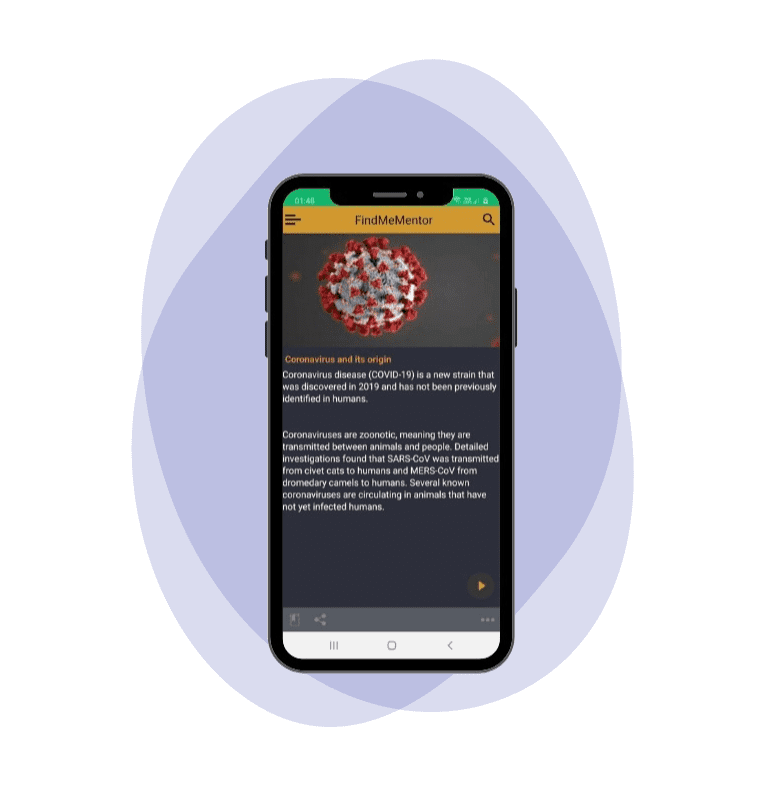 01:48
FindMeMentor
Coronavirus and its origin
Coronavirus disease (COVID-19) is a new strain that
was discovered in 2019 and has not been previously
identified in humans.
Coronaviruses are zoonotic, meaning they are
transmitted between animals and people. Detailed
investigations found that SARS-CoV was transmitted
from civet cats to humans and MERS-CoV from
dromedary camels to humans. Several known
coronaviruses are circulating in animals that have
not yet infected humans.